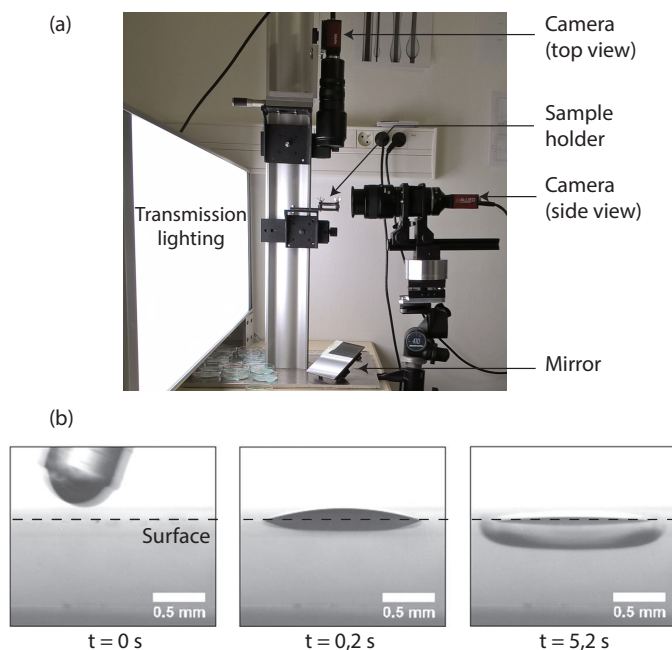 (a)
Camera
(top view)
Sample
holder
Camera
(side view)
Transmission
lighting
Mirror
(b)
Surface
0.5 mm
0.5 mm
0.5 mm
t = 0 s
t = 0,2 s
t = 5,2 s